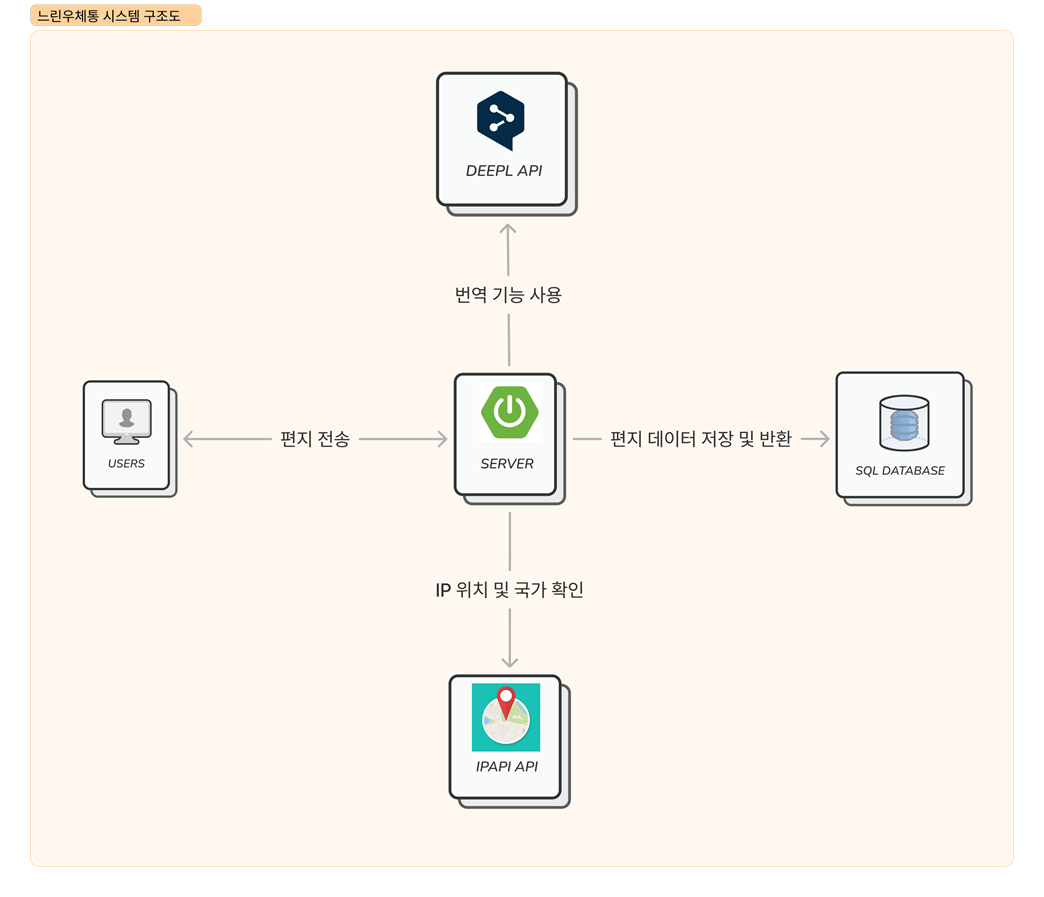 느린우체통 시스템 구조도
DEEPL API
번역 기능 사용
USERS
편지 전송
SERVER
편지 데이터 저장 및 반환
SQL DATABASE
IP 위치 및 국가 확인
IPAPI API